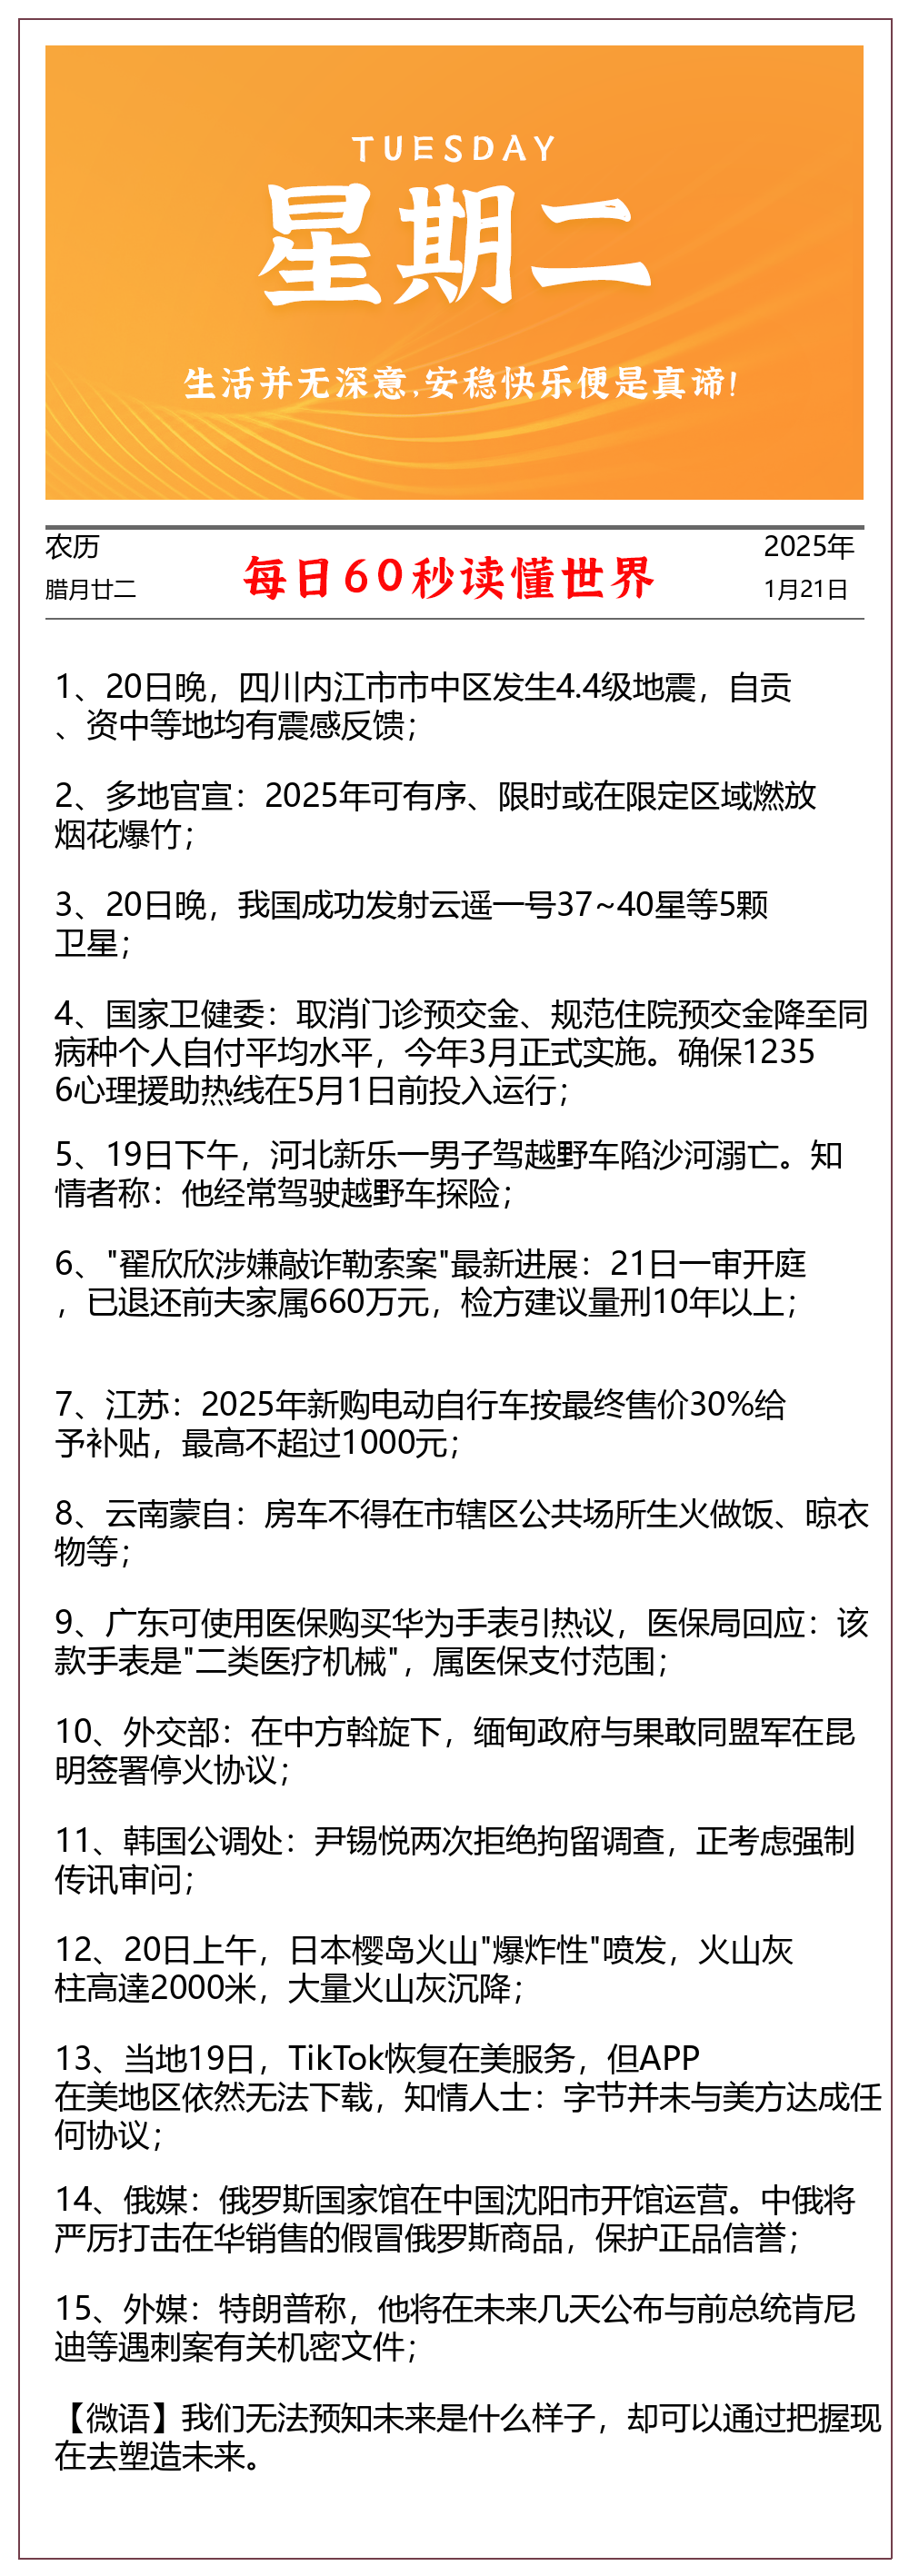 TUESDAY
星期二
生活并无深意,安稳快乐便是真谛!
农历
腊月廿二
每日60秒读懂世界
2025年
1月21日
1、20日晚，四川内江市市中区发生4.4级地震，自贡
、资中等地均有震感反馈；
2、多地官宣：2025年可有序、限时或在限定区域燃放
烟花爆竹；
3、20日晚，我国成功发射云遥一号37~40星等5颗
卫星；
4、国家卫健委：取消门诊预交金、规范住院预交金降至同
病种个人自付平均水平，今年3月正式实施。确保1235
6心理援助热线在5月1日前投入运行；
5、19日下午，河北新乐一男子驾越野车陷沙河溺亡。知
情者称：他经常驾驶越野车探险；
6、"翟欣欣涉嫌敲诈勒索案"最新进展：21日一审开庭
，已退还前夫家属660万元，检方建议量刑10年以上；
7、江苏：2025年新购电动自行车按最终售价30%给
予补贴，最高不超过1000元；
8、云南蒙自：房车不得在市辖区公共场所生火做饭、晾衣
物等；
9、广东可使用医保购买华为手表引热议，医保局回应：该
款手表是"二类医疗机械"，属医保支付范围；
10、外交部：在中方斡旋下，缅甸政府与果敢同盟军在昆
明签署停火协议；
11、韩国公调处：尹锡悦两次拒绝拘留调查，正考虑强制
传讯审问；
12、20日上午，日本樱岛火山"爆炸性"喷发，火山灰
柱高達2000米，大量火山灰沉降；
13、当地19日，TikTok恢复在美服务，但APP
在美地区依然无法下载，知情人士：字节并未与美方达成任
何协议；
14、俄媒：俄罗斯国家馆在中国沈阳市开馆运营。中俄将
严厉打击在华销售的假冒俄罗斯商品，保护正品信誉；
15、外媒：特朗普称，他将在未来几天公布与前总统肯尼
迪等遇刺案有关机密文件；
【微语】我们无法预知未来是什么样子，却可以通过把握现
在去塑造未来。